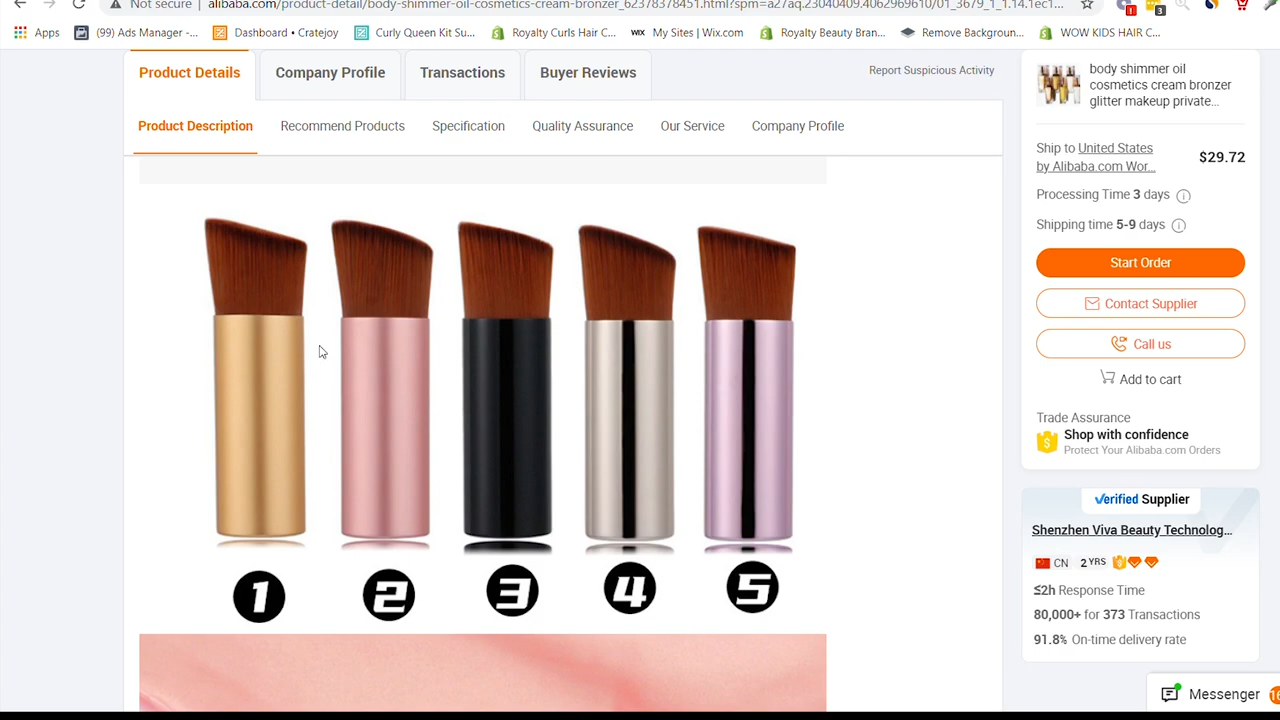 Not secure
alibaba.com/product-detail/body-shimmer-oil-cosmetics-cream-bronzer_62378378451.html?spm=a27aq.23040409.4062969610/01_3679_1_1.14.1ec1...
3
Apps
(99) Ads Manager -...
Dashboard • Cratejoy
Curly Queen Kit Su...
Royalty Curls Hair C...
WIX My Sites | Wix.com
Royalty Beauty Bran...
Remove Backgroun...
WOW KIDS HAIR C...
Product Details
Company Profile
Transactions
Buyer Reviews
Report Suspicious Activity
Product Description
Recommend Products
Specification
Quality Assurance
Our Service
Company Profile
1
2
3
4
5
body shimmer oil
cosmetics cream bronzer
glitter makeup private...
Ship to United States
by Alibaba.com Wor...
$29.72
Processing Time 3 days
Shipping time 5-9 days
Start Order
Contact Supplier
Call us
Add to cart
Trade Assurance
Shop with confidence
Protect Your Alibaba.com Orders
Verified Supplier
Shenzhen Viva Beauty Technolog...
CN 2 YRS
≤2h Response Time
80,000+ for 373 Transactions
91.8% On-time delivery rate
Messenger